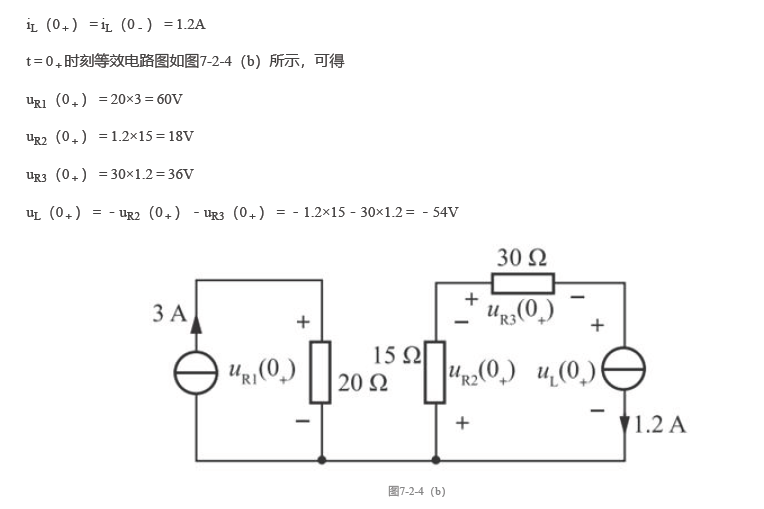 iL（0+）=iL（0-）=1.2A
t=0+时刻等效电路图如图7-2-4（b）所示，可得
uR1（0+）=20×3=60V
uR2（0+）=1.2×15=18V
uR3（0+）=30×1.2=36V
uL（0+）=-uR2（0+）-uR3（0+）=-1.2×15-30×1.2=-54V
30 Ω
3 A
+
+ uR3(0+) −
−
+
uR1(0+)
20 Ω
15 Ω
uR2(0+)
uL(0+)
−
+
−
1.2 A
图7-2-4（b）